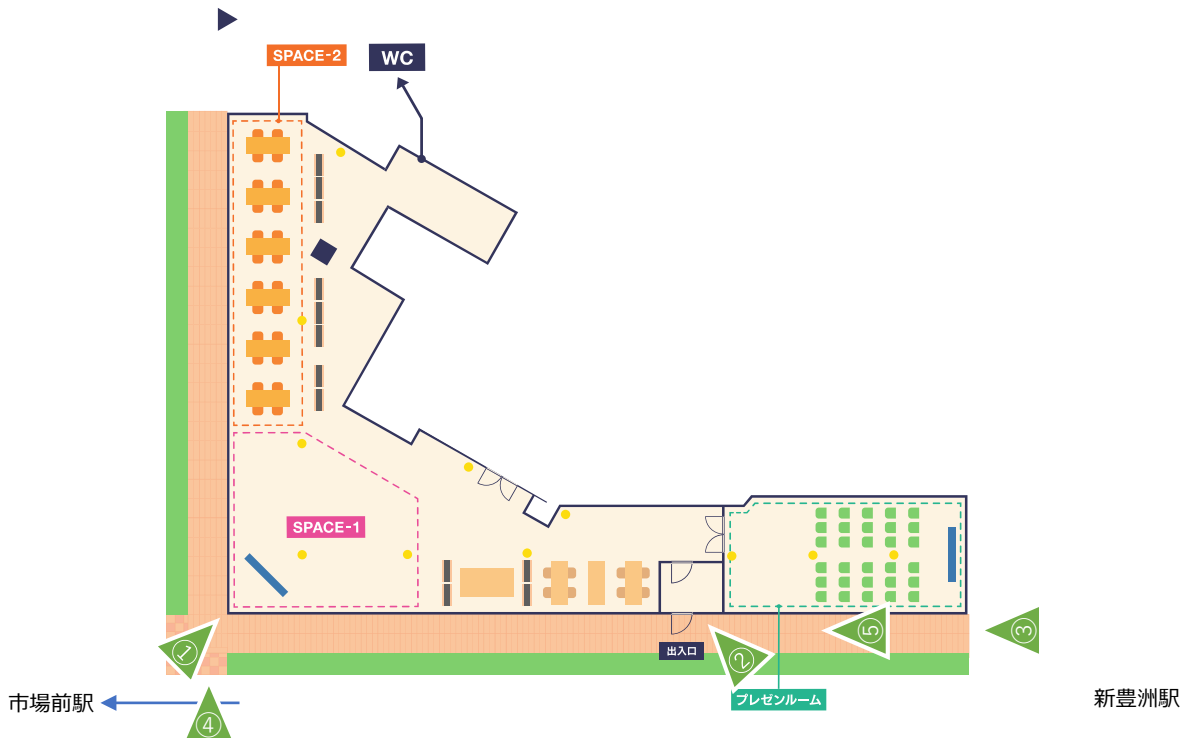 SPACE-2
WC
SPACE-1
出入口
①
②
⑤
③
プレゼンルーム
市場前駅
④
新豊洲駅